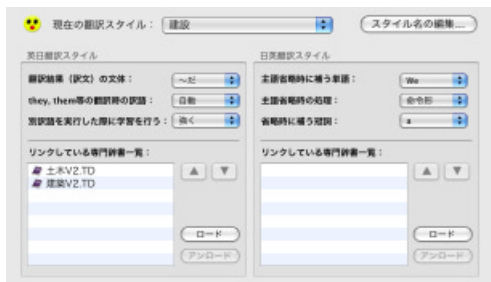 現在の翻訳スタイル： 建設 スタイル名の編集...
英日翻訳スタイル
翻訳結果（訳文）の文体： ～だ
they, them等の翻訳時の訳語： 自動
別訳語を実行した際に学習を行う： 強く
リンクしている専門辞書一覧：
土木V2.TD
建築V2.TD
ロード
アンロード
日英翻訳スタイル
主語省略時に補う単語： We
主語省略時の処理： 命令形
省略時に補う冠詞： a
リンクしている専門辞書一覧：
ロード
アンロード